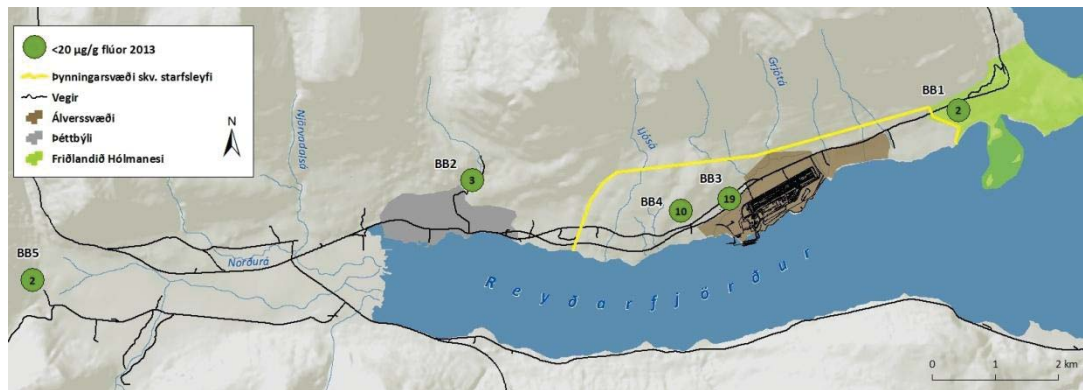 <20 µg/g flúor 2013
Þynningarsvæði skv. starfsleyfi
Vegir
Álverssvæði
Þéttbýli
Friðlandið Hólmanesi
N
Njörvadalsá
Grjótá
Ljósá
BB1
2
BB2
3
BB3
19
BB4
10
BB5
2
Norðurá
Reyðarfjörður
0 1 2 km